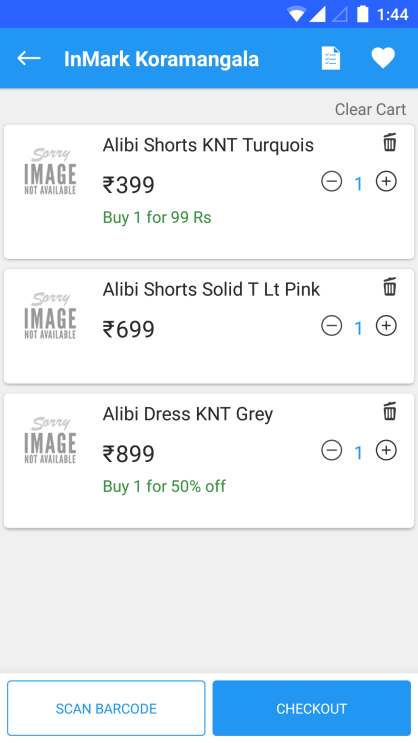 1:44
InMark Koramangala
Clear Cart
Sorry
IMAGE
NOT AVAILABLE
Alibi Shorts KNT Turquois
₹399
1
Buy 1 for 99 Rs
Sorry
IMAGE
NOT AVAILABLE
Alibi Shorts Solid T Lt Pink
₹699
1
Sorry
IMAGE
NOT AVAILABLE
Alibi Dress KNT Grey
₹899
1
Buy 1 for 50% off
SCAN BARCODE
CHECKOUT